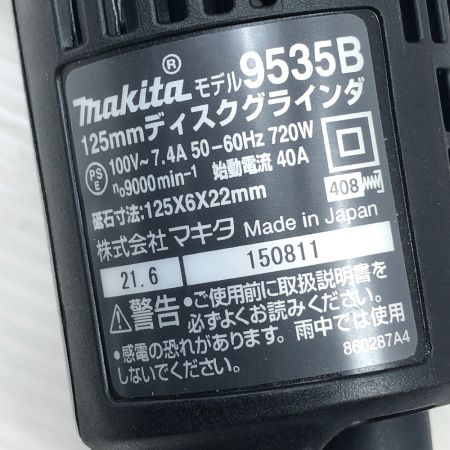 makita® モデル 9535B
125mmディスクグラインダ
PS E 100V~7.4A 50-60Hz 720W
n₀9000min⁻¹ 始動電流 40A
408
砥石寸法:125X6X22mm
株式会社 マキタ Made in Japan
21.6 150811
⚠警告 •ご使用前に取扱説明書を
必ずよくお読みください。
•感電の恐れがあります。雨中では使用
しないでください。 860287A4